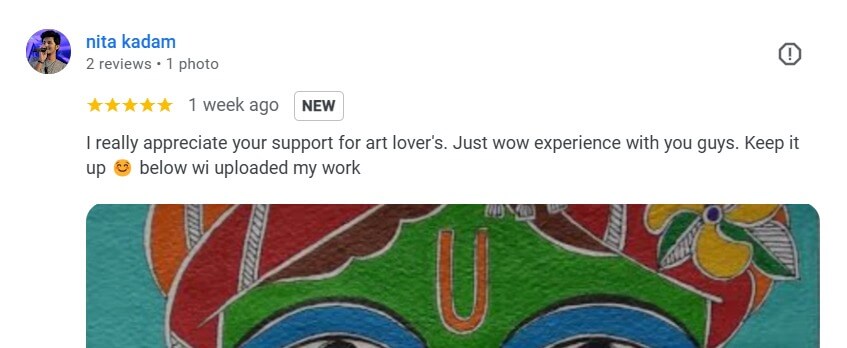 nita kadam
2 reviews • 1 photo
★★★★★ 1 week ago NEW
I really appreciate your support for art lover's. Just wow experience with you guys. Keep it
up 😊 below wi uploaded my work